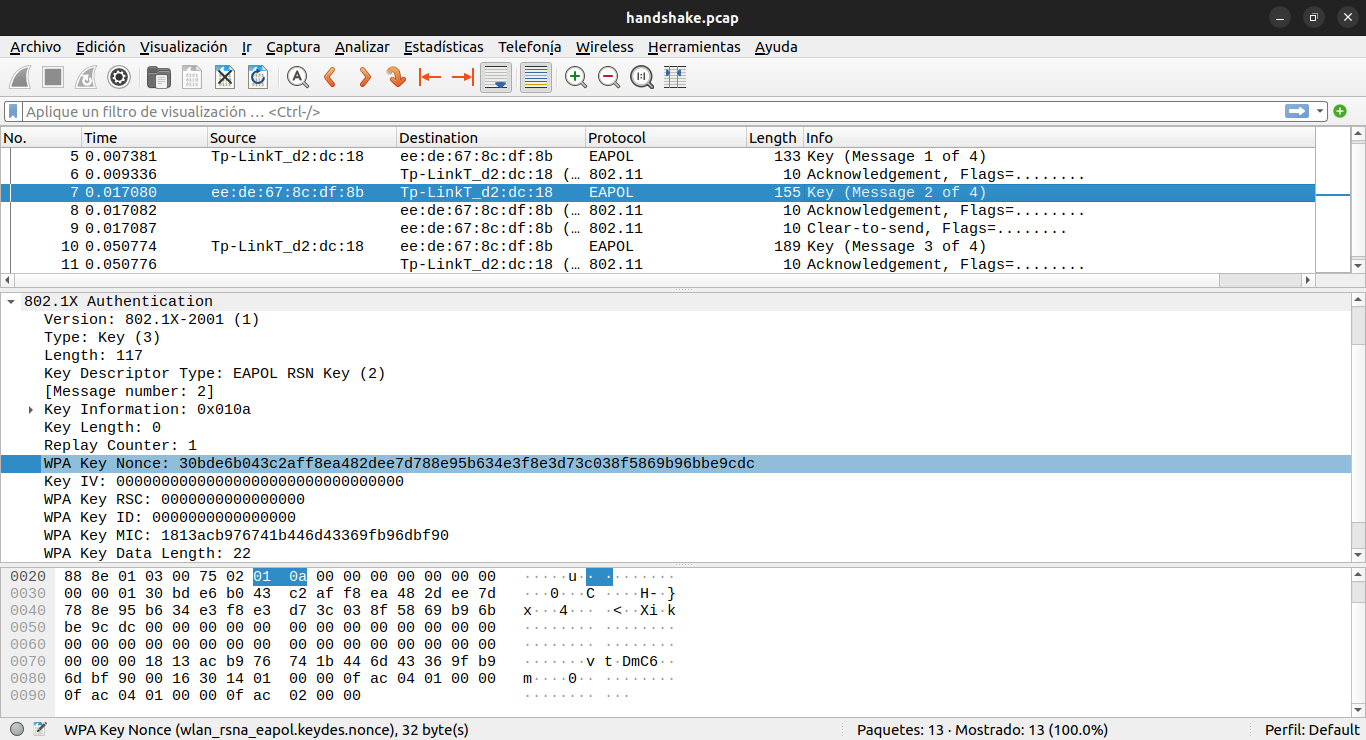 handshake.pcap
Archivo Edición Visualización Ir Captura Analizar Estadísticas Telefonía Wireless Herramientas Ayuda
Aplique un filtro de visualización … <Ctrl-/>
No. Time Source Destination Protocol Length Info
5 0.007381 Tp-LinkT_d2:dc:18 ee:de:67:8c:df:8b EAPOL 133 Key (Message 1 of 4)
6 0.009336 Tp-LinkT_d2:dc:18 (… 802.11 10 Acknowledgement, Flags=........
7 0.017080 ee:de:67:8c:df:8b Tp-LinkT_d2:dc:18 EAPOL 155 Key (Message 2 of 4)
8 0.017082 ee:de:67:8c:df:8b (… 802.11 10 Acknowledgement, Flags=........
9 0.017087 ee:de:67:8c:df:8b (… 802.11 10 Clear-to-send, Flags=........
10 0.050774 Tp-LinkT_d2:dc:18 ee:de:67:8c:df:8b EAPOL 189 Key (Message 3 of 4)
11 0.050776 Tp-LinkT_d2:dc:18 (… 802.11 10 Acknowledgement, Flags=........
802.1X Authentication
Version: 802.1X-2001 (1)
Type: Key (3)
Length: 117
Key Descriptor Type: EAPOL RSN Key (2)
[Message number: 2]
Key Information: 0x010a
Key Length: 0
Replay Counter: 1
WPA Key Nonce: 30bde6b043c2aff8ea482dee7d788e95b634e3f8e3d73c038f5869b96bbe9cdc
Key IV: 00000000000000000000000000000000
WPA Key RSC: 0000000000000000
WPA Key ID: 0000000000000000
WPA Key MIC: 1813acb976741b446d43369fb96dbf90
WPA Key Data Length: 22
0020 88 8e 01 03 00 75 02 01 0a 00 00 00 00 00 00 00 ·····u·· ········
0030 00 00 01 30 bd e6 b0 43 c2 af f8 ea 48 2d ee 7d ···0···C ····H-·}
0040 78 8e 95 b6 34 e3 f8 e3 d7 3c 03 8f 58 69 b9 6b x···4··· ·<··Xi·k
0050 be 9c dc 00 00 00 00 00 00 00 00 00 00 00 00 00 ········ ········
0060 00 00 00 00 00 00 00 00 00 00 00 00 00 00 00 00 ········ ········
0070 00 00 00 18 13 ac b9 76 74 1b 44 6d 43 36 9f b9 ·······v t·DmC6··
0080 6d bf 90 00 16 30 14 01 00 00 0f ac 04 01 00 00 m····0·· ········
0090 0f ac 04 01 00 00 0f ac 02 00 00 ········ ···
WPA Key Nonce (wlan_rsna_eapol.keydes.nonce), 32 byte(s) Paquetes: 13 · Mostrado: 13 (100.0%) Perfil: Default